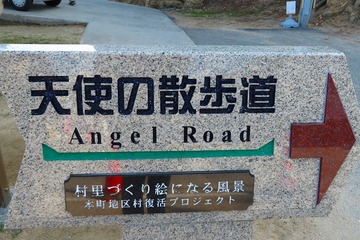 天使の散歩道
Angel Road
村里づくり絵になる風景
本町地区村復活プロジェクト